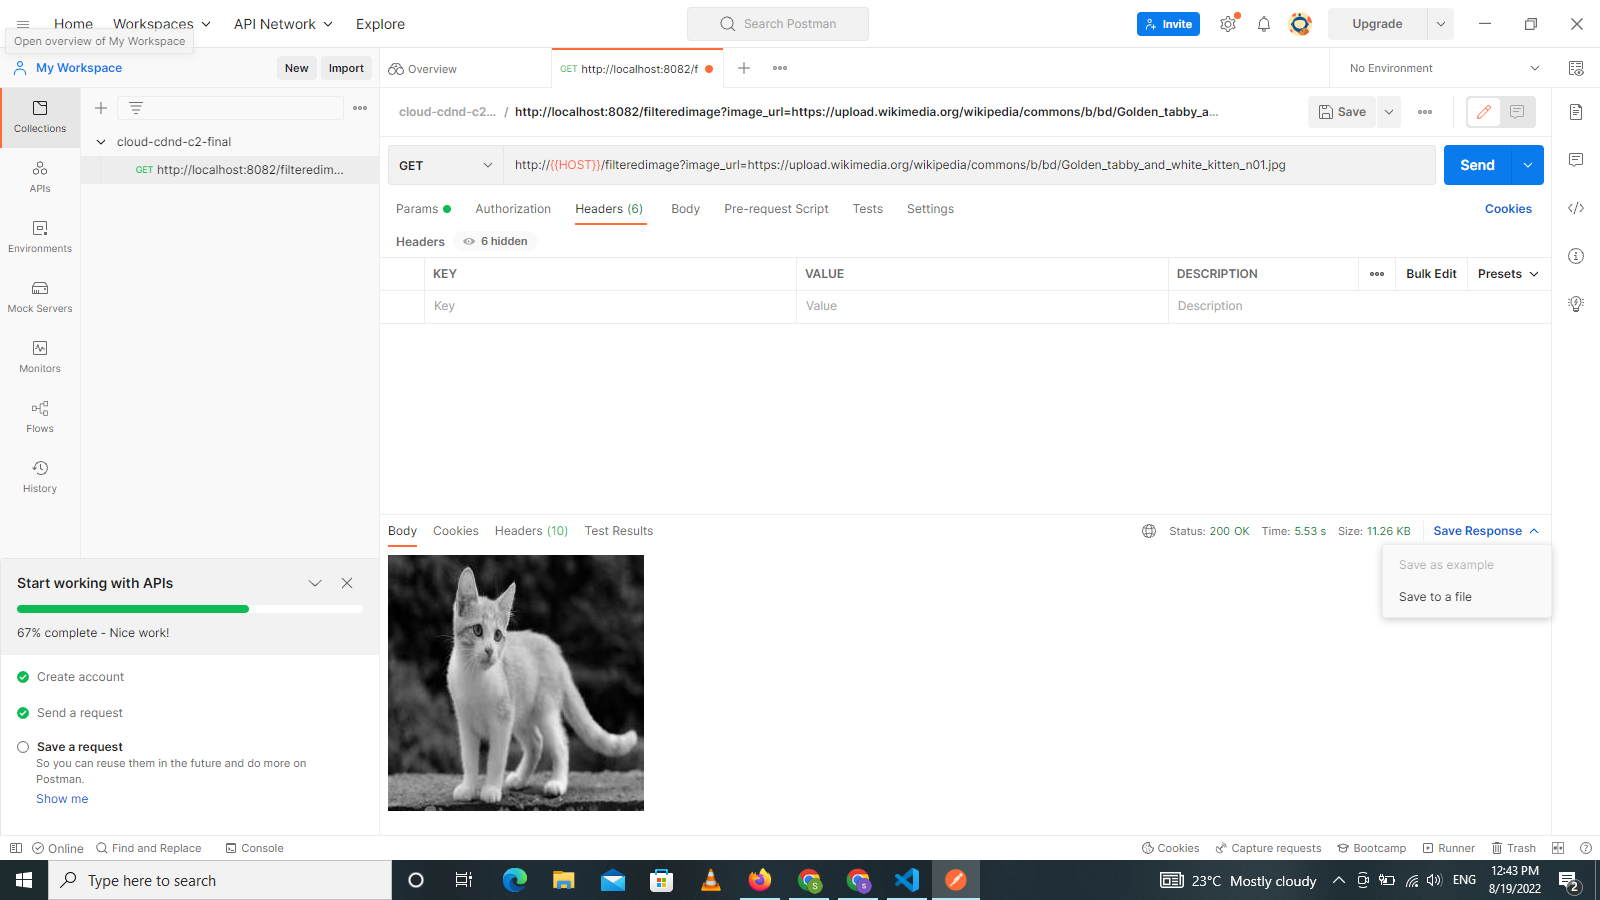 Home
Workspaces
API Network
Explore
Search Postman
Invite
Upgrade
Open overview of My Workspace
My Workspace
New
Import
Overview
GET http://localhost:8082/f
No Environment
Collections
APIs
Environments
Mock Servers
Monitors
Flows
History
cloud-cdnd-c2-final
GET http://localhost:8082/filteredim...
cloud-cdnd-c2... / http://localhost:8082/filteredimage?image_url=https://upload.wikimedia.org/wikipedia/commons/b/bd/Golden_tabby_a...
Save
GET
http://{{HOST}}/filteredimage?image_url=https://upload.wikimedia.org/wikipedia/commons/b/bd/Golden_tabby_and_white_kitten_n01.jpg
Send
Params
Authorization
Headers (6)
Body
Pre-request Script
Tests
Settings
Cookies
Headers
6 hidden
KEY
VALUE
DESCRIPTION
Bulk Edit
Presets
Key
Value
Description
Body
Cookies
Headers (10)
Test Results
Status: 200 OK
Time: 5.53 s
Size: 11.26 KB
Save Response
Save as example
Save to a file
Start working with APIs
67% complete - Nice work!
Create account
Send a request
Save a request
So you can reuse them in the future and do more on
Postman.
Show me
Online
Find and Replace
Console
Cookies
Capture requests
Bootcamp
Runner
Trash
Type here to search
S
S
23°C Mostly cloudy
ENG
12:43 PM
8/19/2022
2